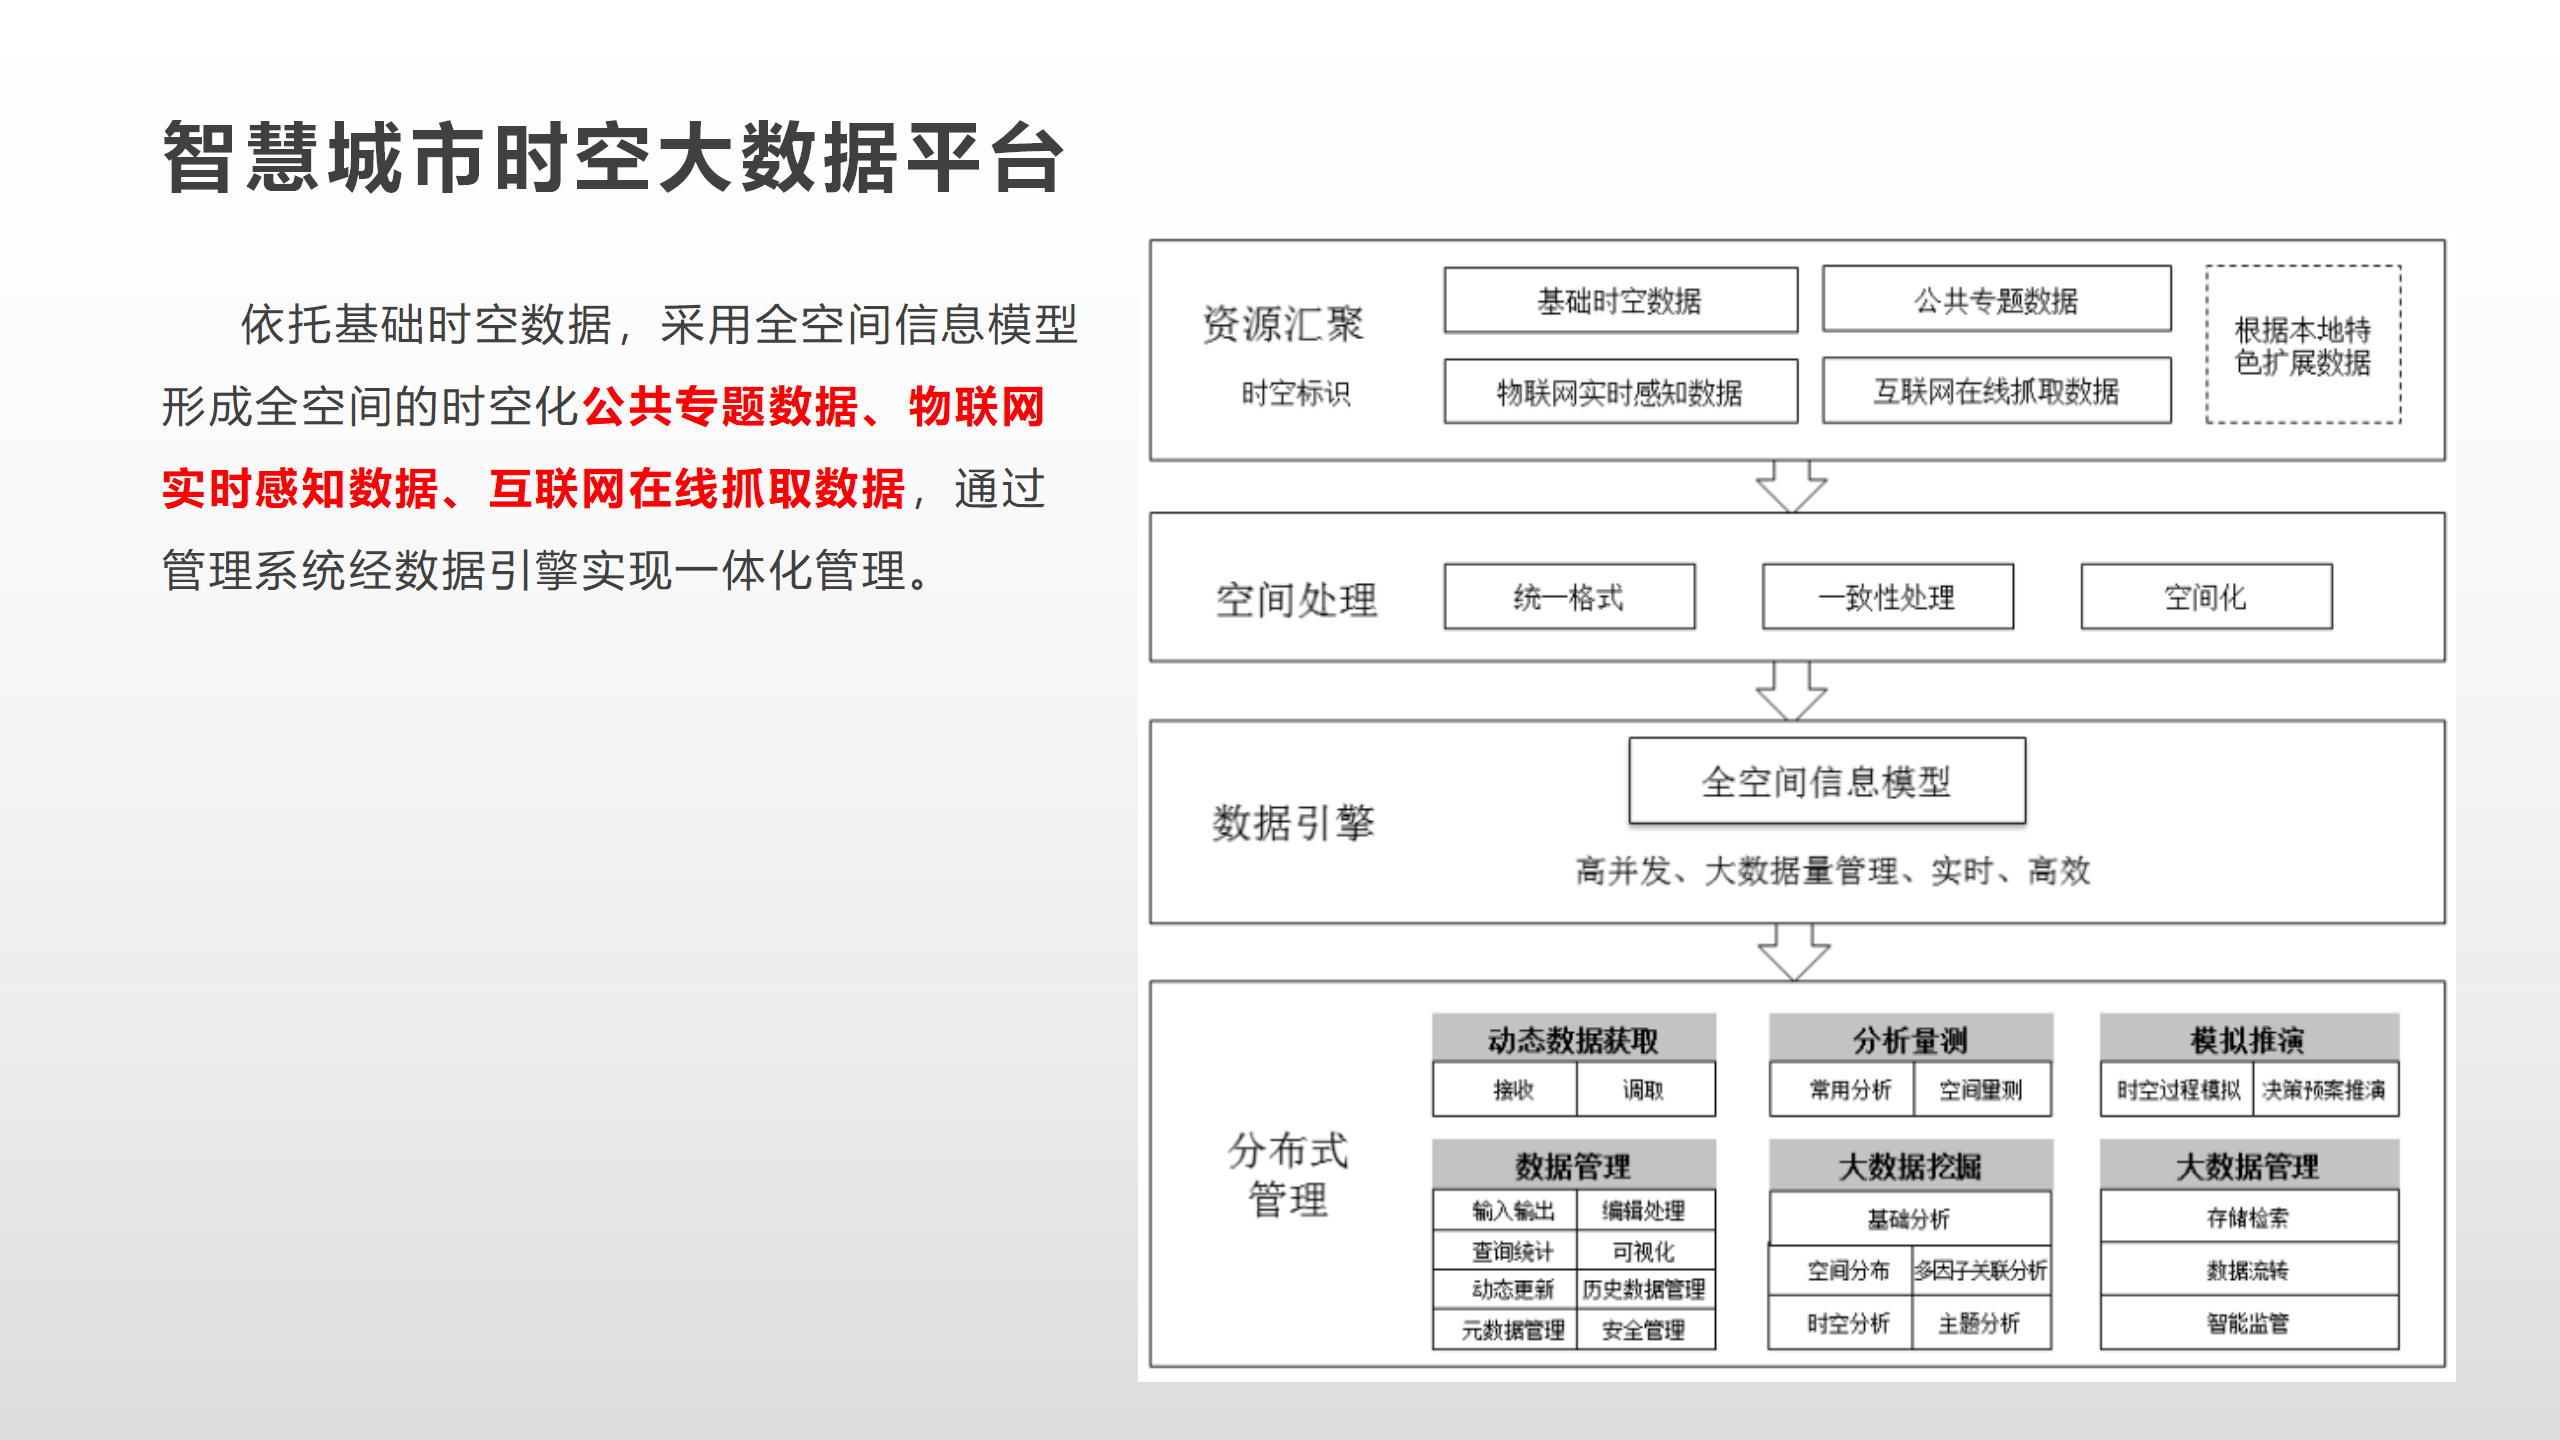 智慧城市时空大数据平台
依托基础时空数据，采用全空间信息模型
形成全空间的时空化公共专题数据、物联网
实时感知数据、互联网在线抓取数据，通过
管理系统经数据引擎实现一体化管理。
资源汇聚
时空标识
基础时空数据
公共专题数据
物联网实时感知数据
互联网在线抓取数据
根据本地特
色扩展数据
空间处理
统一格式
一致性处理
空间化
数据引擎
全空间信息模型
高并发、大数据量管理、实时、高效
分布式
管理
动态数据获取
接收
调取
分析量测
常用分析
空间量测
模拟推演
时空过程模拟
决策预案推演
数据管理
输入输出
编辑处理
查询统计
可视化
动态更新
历史数据管理
元数据管理
安全管理
大数据挖掘
基础分析
空间分布
多因子关联分析
时空分析
主题分析
大数据管理
存储检索
数据流转
智能监管